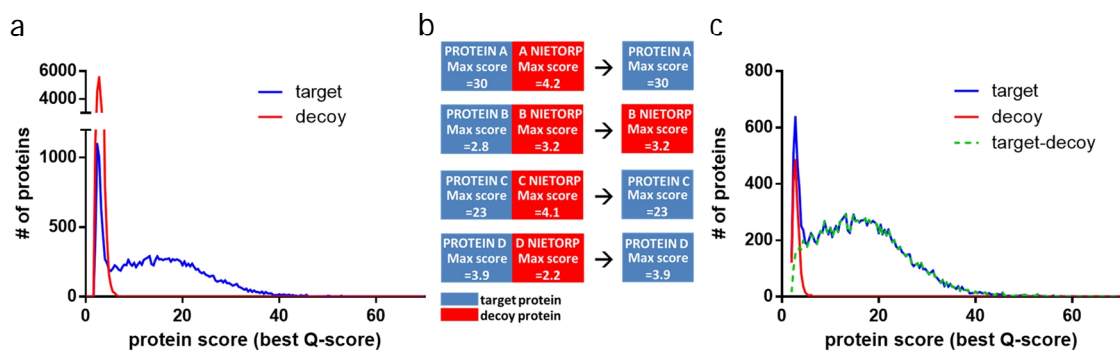 a
6000
4000
1000
500
0
# of proteins
target
decoy
0 20 40 60
protein score (best Q-score)
b
PROTEIN A
Max score
=30
A NIETORP
Max score
=4.2
→
PROTEIN A
Max score
=30
PROTEIN B
Max score
=2.8
B NIETORP
Max score
=3.2
→
B NIETORP
Max score
=3.2
PROTEIN C
Max score
=23
C NIETORP
Max score
=4.1
→
PROTEIN C
Max score
=23
PROTEIN D
Max score
=3.9
D NIETORP
Max score
=2.2
→
PROTEIN D
Max score
=3.9
target protein
decoy protein
c
800
600
400
200
0
# of proteins
target
decoy
target-decoy
0 20 40 60
protein score (best Q-score)